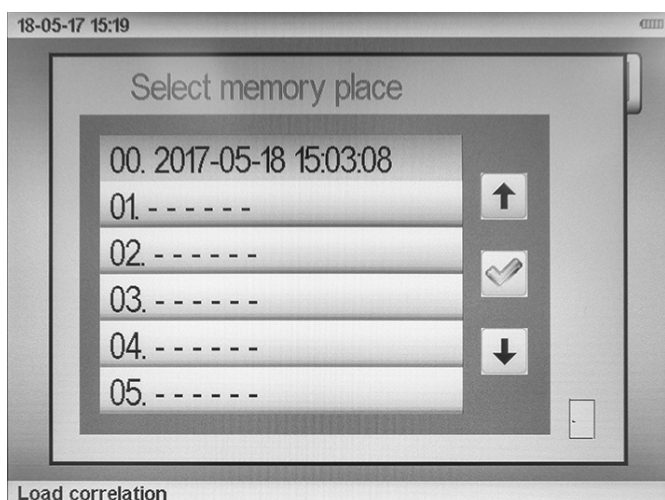 18-05-17 15:19
Select memory place
00. 2017-05-18 15:03:08
01. - - - - - -
02. - - - - - -
03. - - - - - -
04. - - - - - -
05. - - - - - -
Load correlation